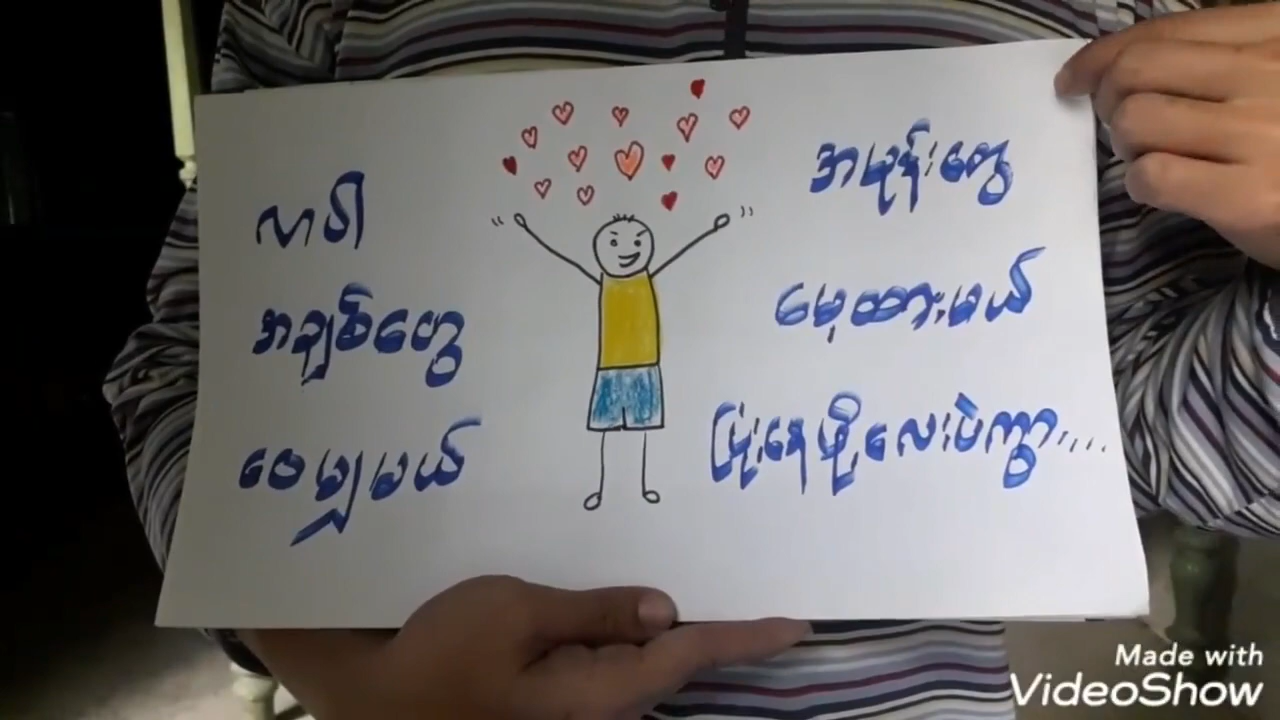 လာပါ
အချစ်တွေ
ဝေမျှမယ်
အမုန်းတွေ
မေ့ထားမယ်
ပြုံးနေဖို့လေးပဲကွာ....
Made with
VideoShow